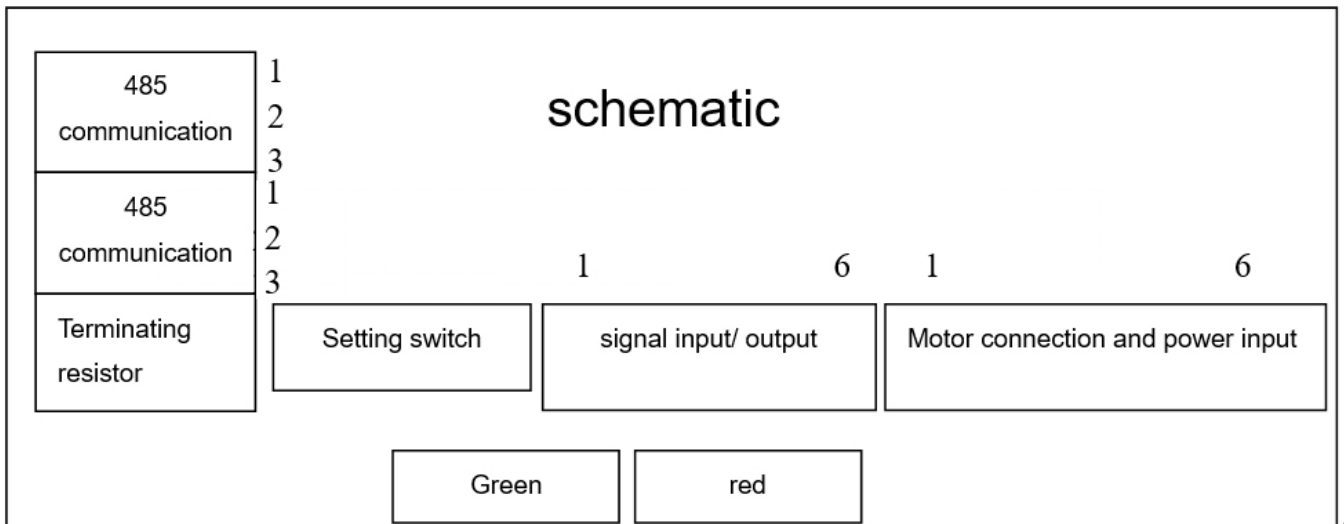 schematic
485
communication
1
2
3
485
communication
1
2
3
Terminating
resistor
Setting switch
1 6
signal input/ output
1 6
Motor connection and power input
Green
red